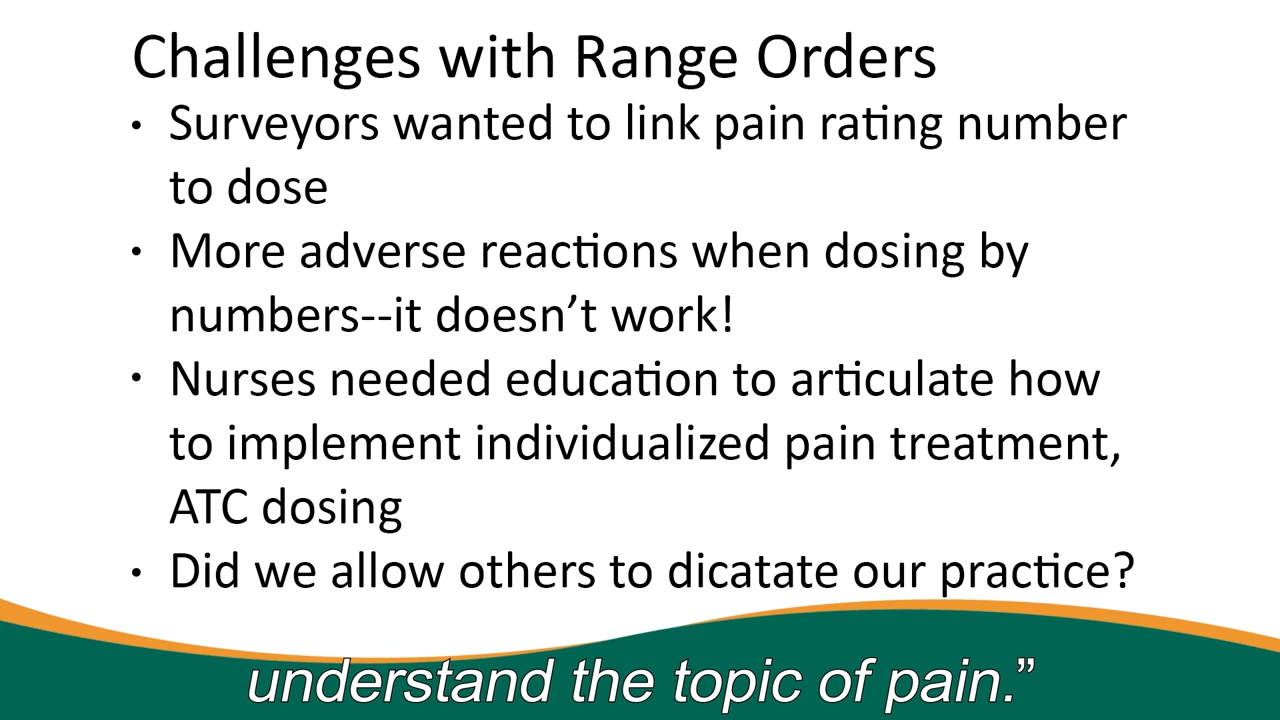 Challenges with Range Orders
• Surveyors wanted to link pain rating number
to dose
• More adverse reactions when dosing by
numbers--it doesn’t work!
• Nurses needed education to articulate how
to implement individualized pain treatment,
ATC dosing
• Did we allow others to dicatate our practice?
understand the topic of pain.”